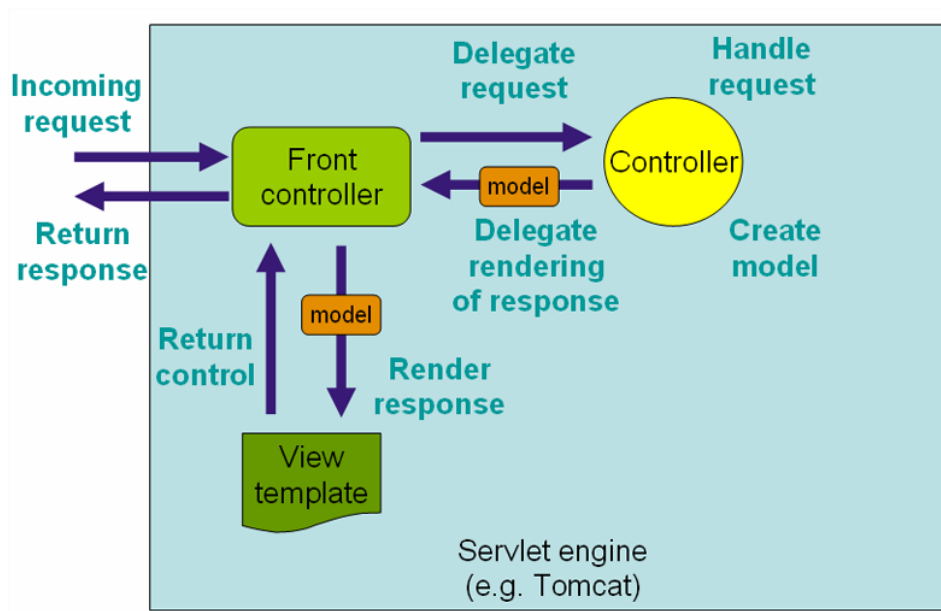 Incoming
request
Return
response
Front
controller
Delegate
request
Handle
request
Controller
model
Delegate
rendering
of response
Create
model
model
Return
control
Render
response
View
template
Servlet engine
(e.g. Tomcat)